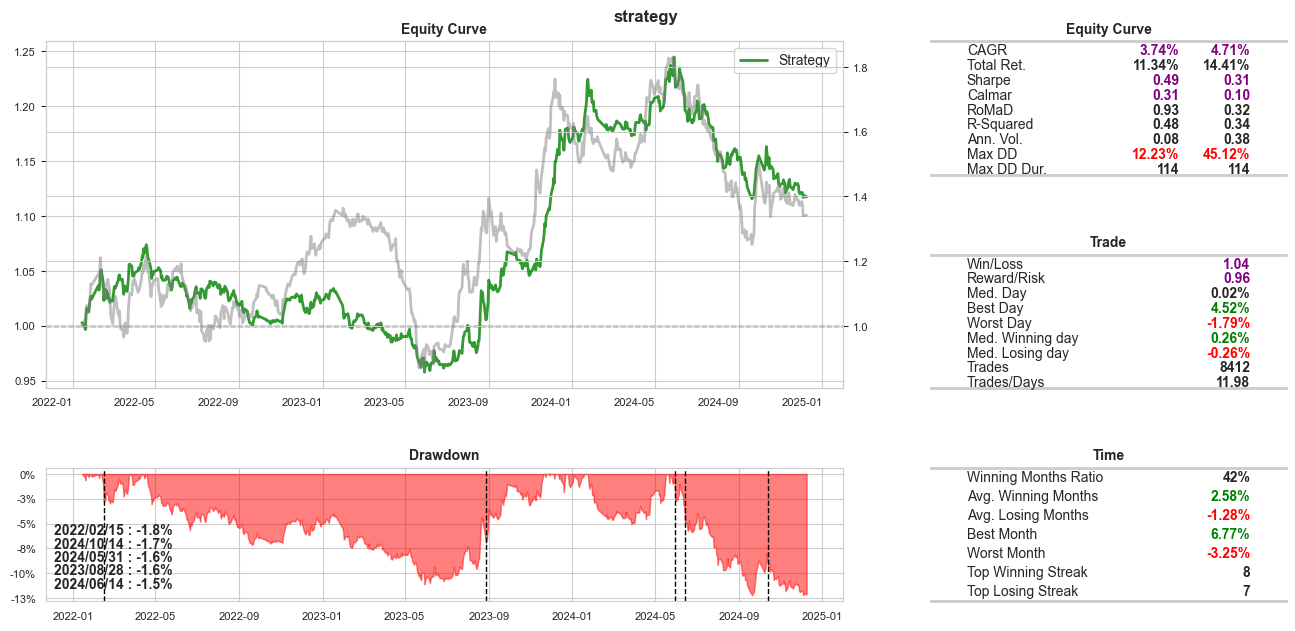 strategy
Equity Curve
Strategy
1.25
1.20
1.15
1.10
1.05
1.00
0.95
1.8
1.6
1.4
1.2
1.0
2022-01 2022-05 2022-09 2023-01 2023-05 2023-09 2024-01 2024-05 2024-09 2025-01
Drawdown
0%
-3%
-5%
-8%
-10%
-13%
2022/02/15 : -1.8%
2024/10/14 : -1.7%
2024/05/31 : -1.6%
2023/08/28 : -1.6%
2024/06/14 : -1.5%
2022-01 2022-05 2022-09 2023-01 2023-05 2023-09 2024-01 2024-05 2024-09 2025-01
Equity Curve
CAGR 3.74% 4.71%
Total Ret. 11.34% 14.41%
Sharpe 0.49 0.31
Calmar 0.31 0.10
RoMaD 0.93 0.32
R-Squared 0.48 0.34
Ann. Vol. 0.08 0.38
Max DD 12.23% 45.12%
Max DD Dur. 114 114
Trade
Win/Loss 1.04
Reward/Risk 0.96
Med. Day 0.02%
Best Day 4.52%
Worst Day -1.79%
Med. Winning day 0.26%
Med. Losing day -0.26%
Trades 8412
Trades/Days 11.98
Time
Winning Months Ratio 42%
Avg. Winning Months 2.58%
Avg. Losing Months -1.28%
Best Month 6.77%
Worst Month -3.25%
Top Winning Streak 8
Top Losing Streak 7